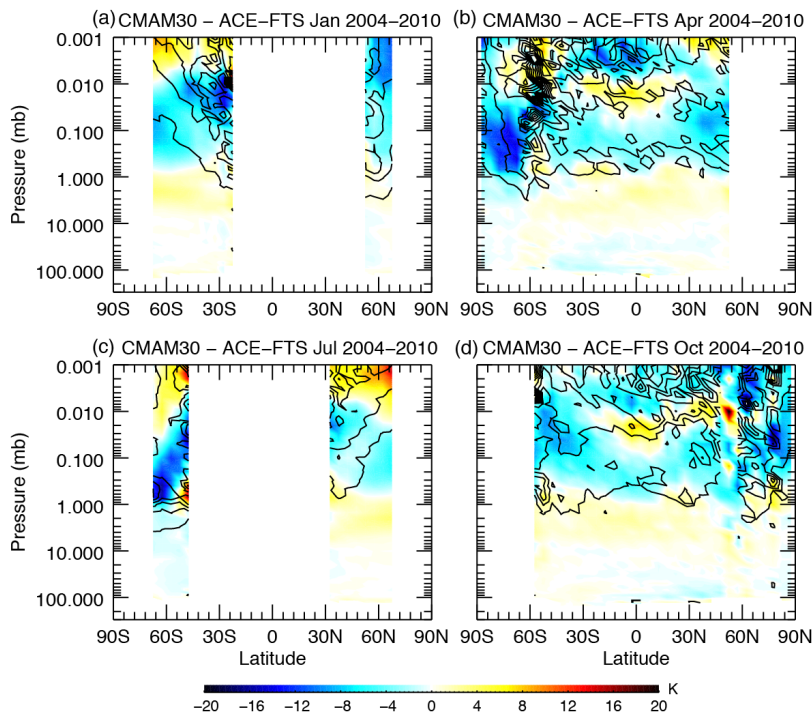 (a) CMAM30 − ACE−FTS Jan 2004−2010
(b) CMAM30 − ACE−FTS Apr 2004−2010
Pressure (mb)
0.001
0.010
0.100
1.000
10.000
100.000
90S 60S 30S 0 30N 60N 90N
Pressure (mb)
0.001
0.010
0.100
1.000
10.000
100.000
90S 60S 30S 0 30N 60N 90N
(c) CMAM30 − ACE−FTS Jul 2004−2010
(d) CMAM30 − ACE−FTS Oct 2004−2010
Pressure (mb)
0.001
0.010
0.100
1.000
10.000
100.000
90S 60S 30S 0 30N 60N 90N
Latitude
Pressure (mb)
0.001
0.010
0.100
1.000
10.000
100.000
90S 60S 30S 0 30N 60N 90N
Latitude
K
−20 −16 −12 −8 −4 0 4 8 12 16 20